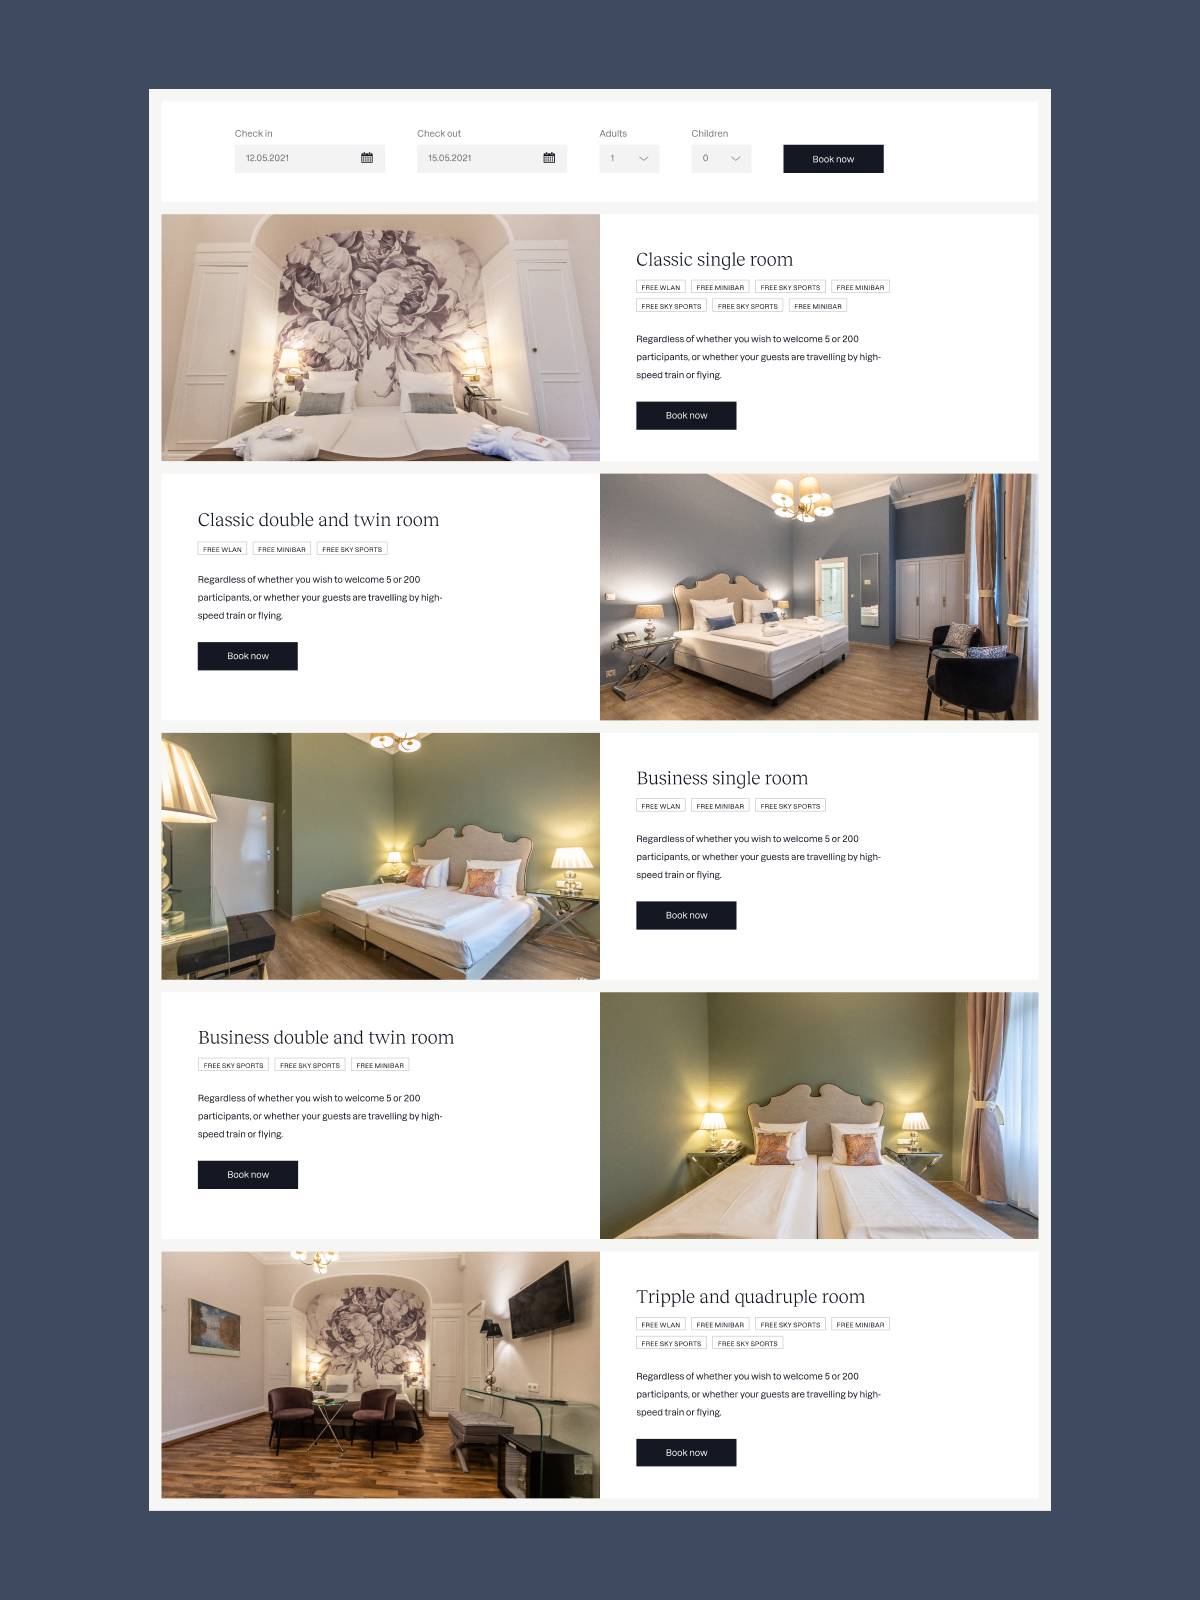 Check in
Check out
Adults
Children
12.05.2021
15.05.2021
1
0
Book now
Classic single room
FREE WLAN FREE MINIBAR FREE SKY SPORTS FREE MINIBAR
FREE SKY SPORTS FREE SKY SPORTS FREE MINIBAR
Regardless of whether you wish to welcome 5 or 200
participants, or whether your guests are travelling by high-
speed train or flying.
Book now
Classic double and twin room
FREE WLAN FREE MINIBAR FREE SKY SPORTS
Regardless of whether you wish to welcome 5 or 200
participants, or whether your guests are travelling by high-
speed train or flying.
Book now
Business single room
FREE WLAN FREE MINIBAR FREE SKY SPORTS
Regardless of whether you wish to welcome 5 or 200
participants, or whether your guests are travelling by high-
speed train or flying.
Book now
Business double and twin room
FREE SKY SPORTS FREE SKY SPORTS FREE MINIBAR
Regardless of whether you wish to welcome 5 or 200
participants, or whether your guests are travelling by high-
speed train or flying.
Book now
Tripple and quadruple room
FREE WLAN FREE MINIBAR FREE SKY SPORTS FREE MINIBAR
FREE SKY SPORTS FREE SKY SPORTS
Regardless of whether you wish to welcome 5 or 200
participants, or whether your guests are travelling by high-
speed train or flying.
Book now